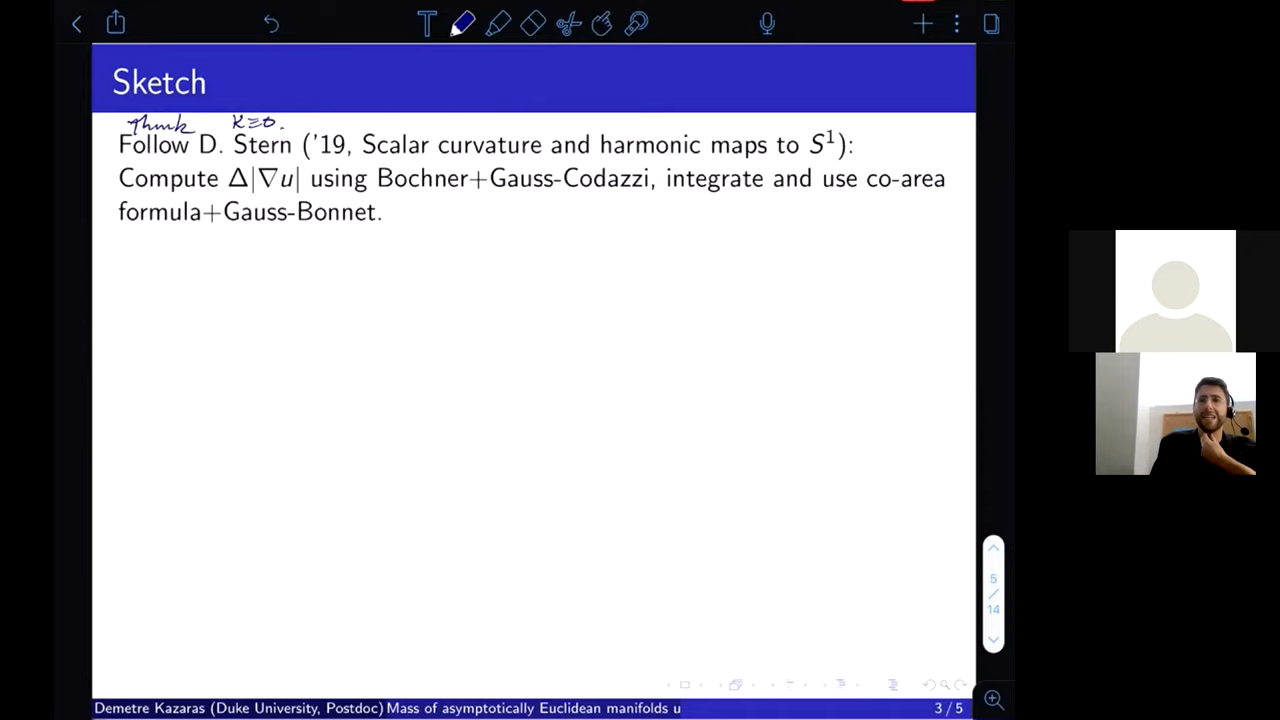 Sketch
Think K≡0.
Follow D. Stern ('19, Scalar curvature and harmonic maps to S¹):
Compute Δ|∇u| using Bochner+Gauss-Codazzi, integrate and use co-area
formula+Gauss-Bonnet.
5
/
14
Demetre Kazaras (Duke University, Postdoc) Mass of asymptotically Euclidean manifolds u 3 / 5